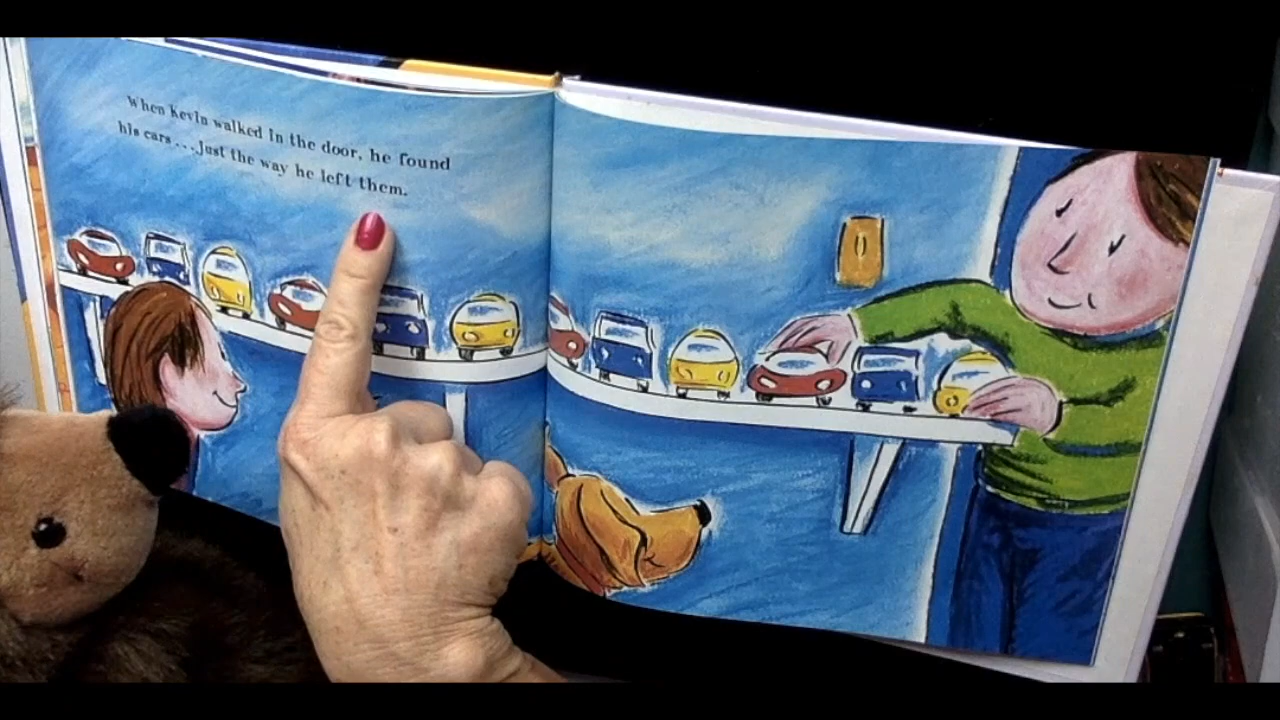 When Kevin walked in the door, he found
his cars...Just the way he left them.